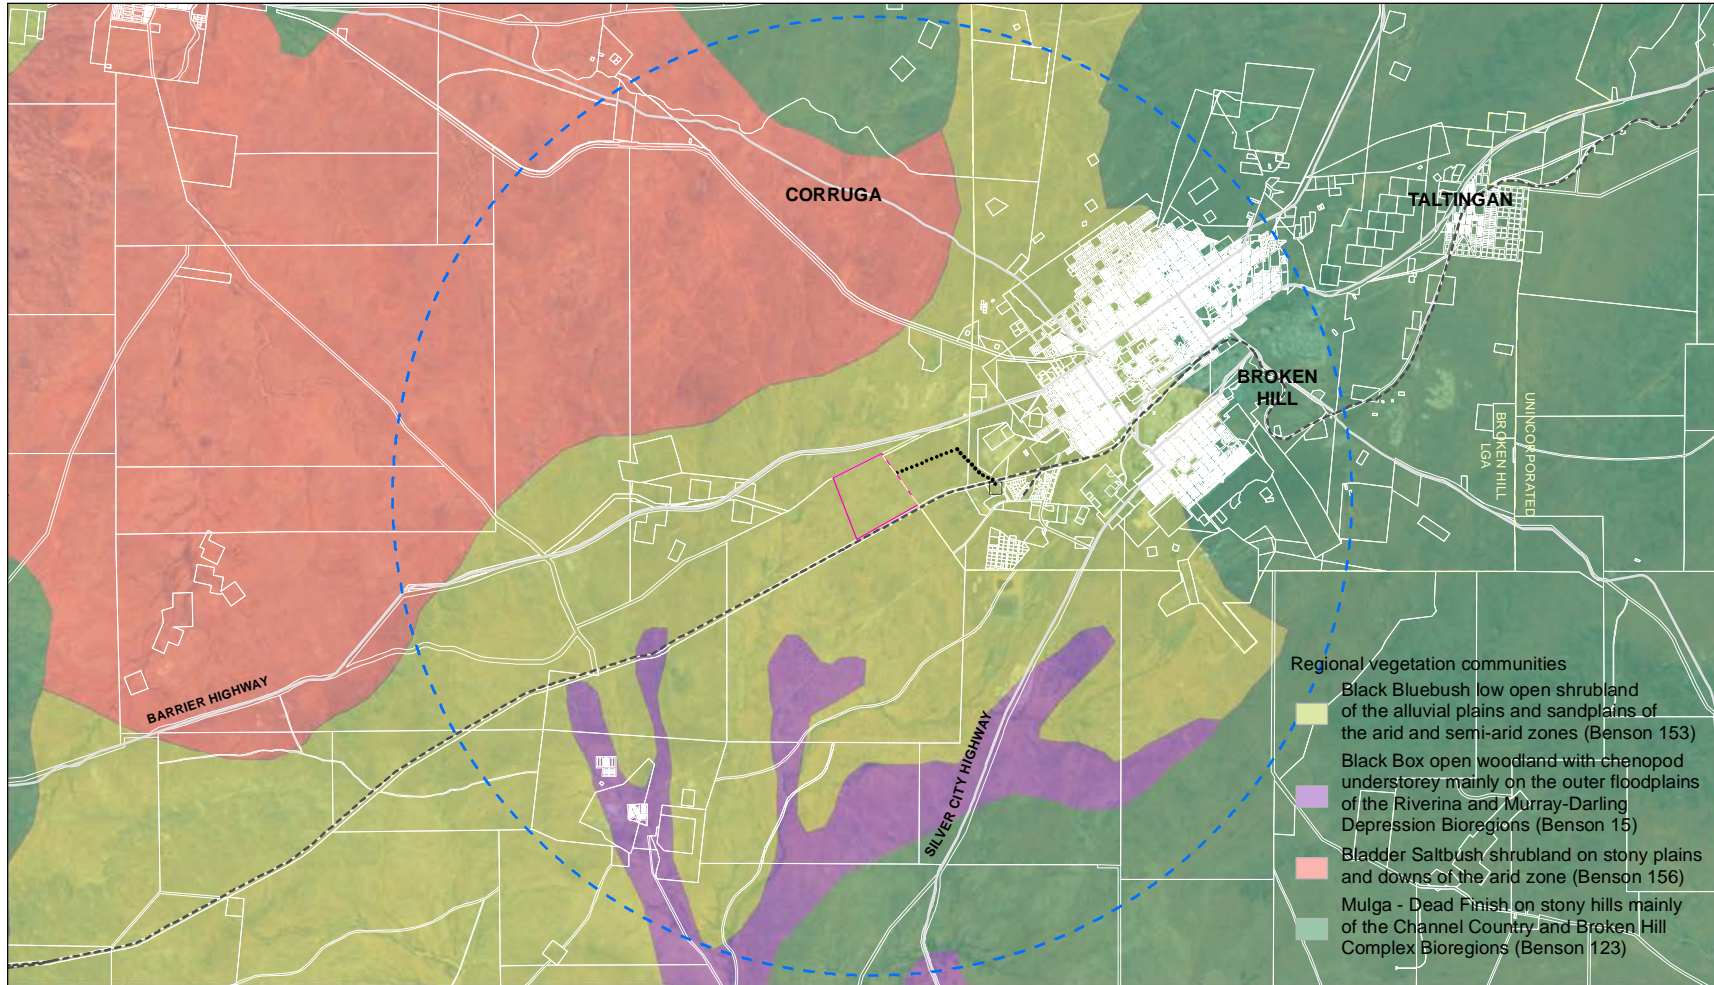 CORRUGA
TALTINGAN
BROKEN
HILL
UNINCORPORATED
BROKEN HILL
LGA
BARRIER HIGHWAY
SILVER CITY HIGHWAY
Regional vegetation communities
Black Bluebush low open shrubland
of the alluvial plains and sandplains of
the arid and semi-arid zones (Benson 153)
Black Box open woodland with chenopod
understorey mainly on the outer floodplains
of the Riverina and Murray-Darling
Depression Bioregions (Benson 15)
Bladder Saltbush shrubland on stony plains
and downs of the arid zone (Benson 156)
Mulga - Dead Finish on stony hills mainly
of the Channel Country and Broken Hill
Complex Bioregions (Benson 123)